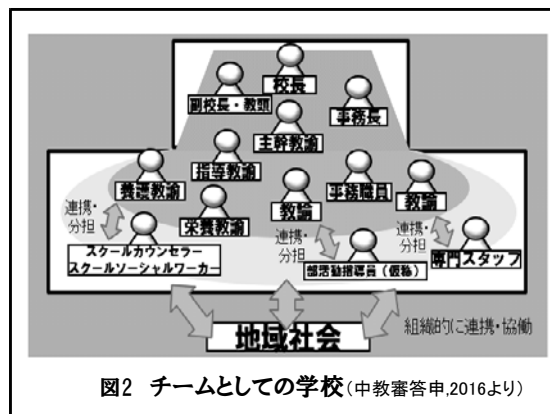 校長
副校長・教頭
事務長
主幹教諭
指導教諭
養護教諭
事務職員
教諭
教諭
栄養教諭
連携・
分担
連携・
分担
連携・
分担
スクールカウンセラー
スクールソーシャルワーカー
部活動指導員（仮称）
専門スタッフ
地域社会
組織的に連携・協働
図2 チームとしての学校(中教審答申,2016より)